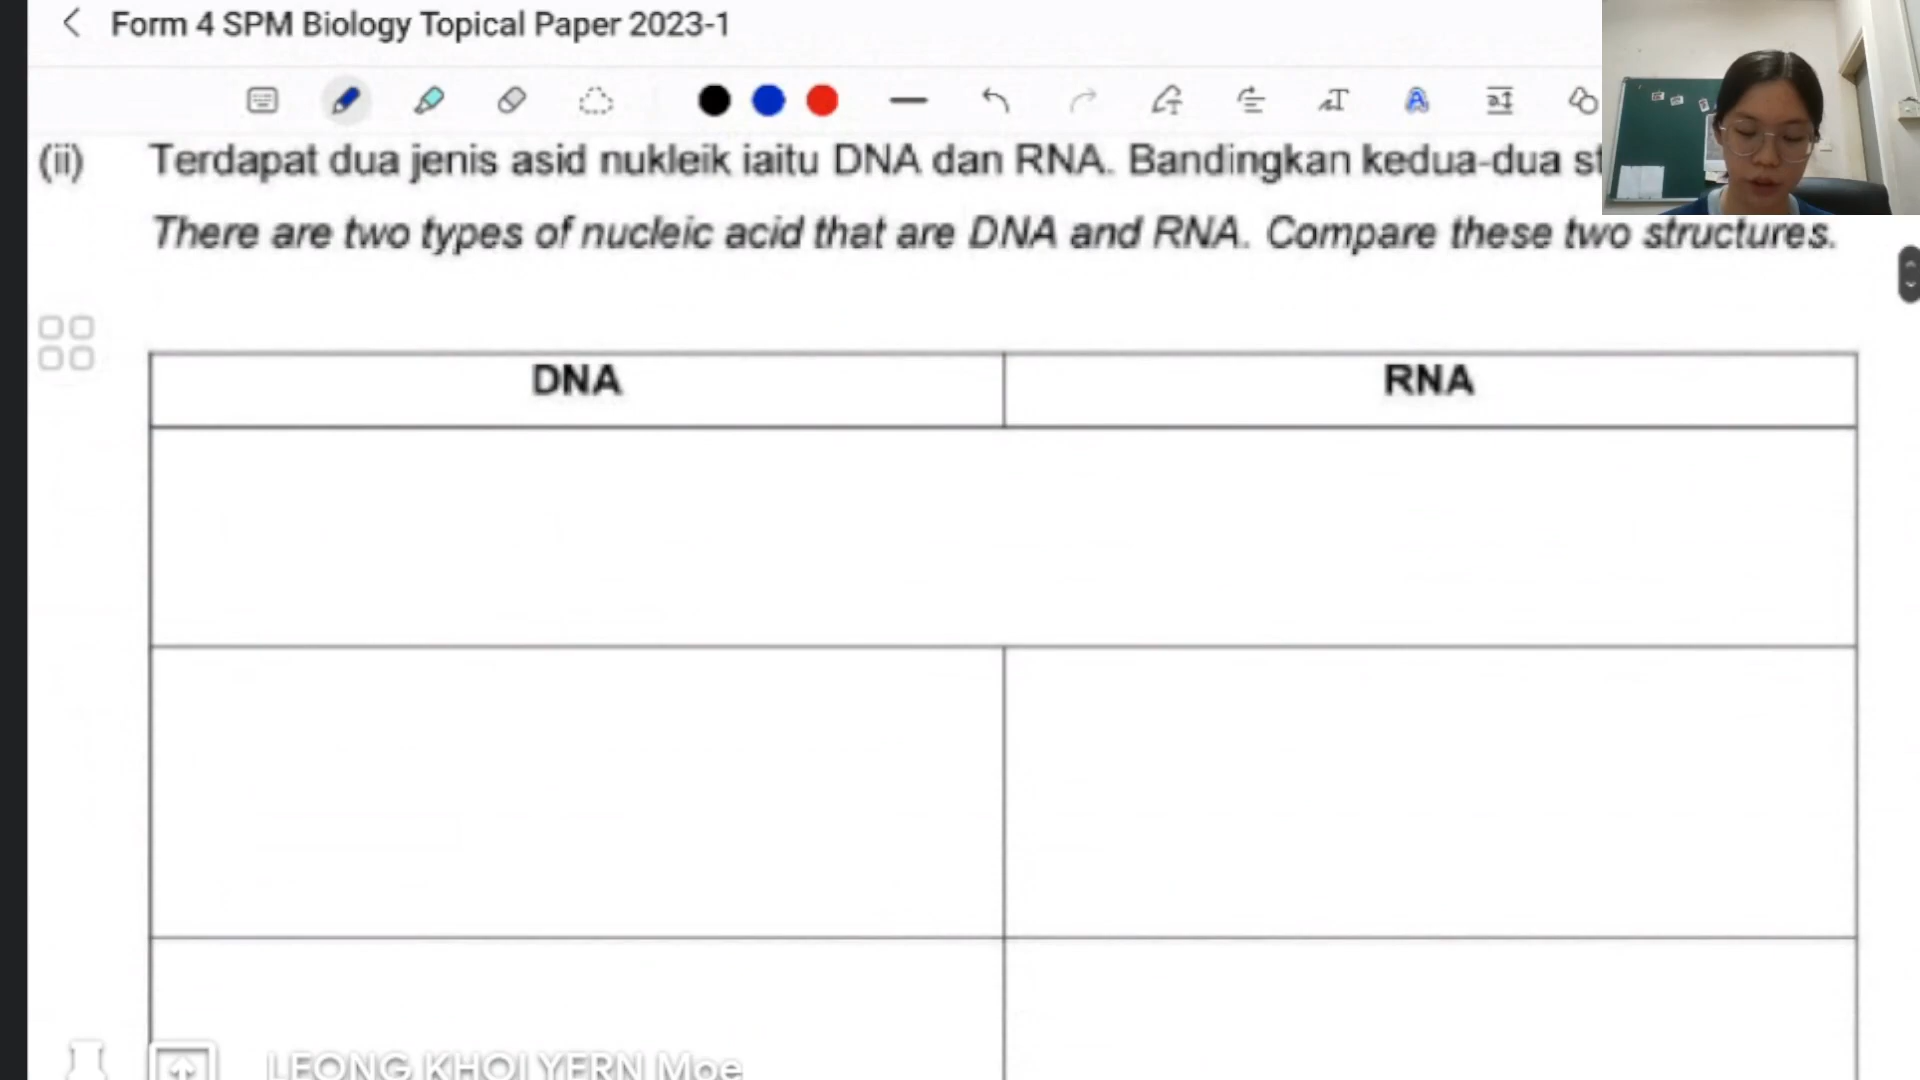 Form 4 SPM Biology Topical Paper 2023-1
(ii) Terdapat dua jenis asid nukleik iaitu DNA dan RNA. Bandingkan kedua-dua
There are two types of nucleic acid that are DNA and RNA. Compare these two structures.
DNA RNA
LEONG KHOI YERN Moe